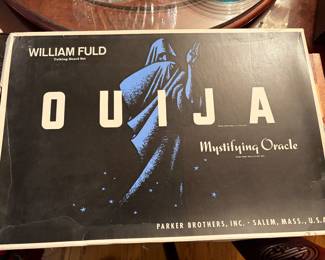 WILLIAM FULD
Talking Board Set
OUIJA
Mystifying Oracle
PARKER BROTHERS, INC. · SALEM, MASS., U.S.A